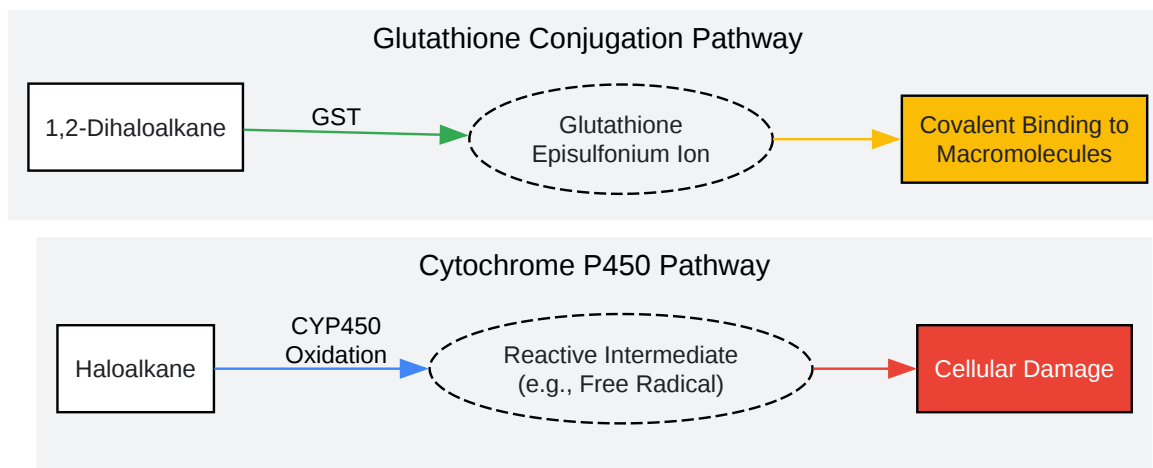 Glutathione Conjugation Pathway
1,2-Dihaloalkane
GST
Glutathione
Episulfonium Ion
Covalent Binding to
Macromolecules
Cytochrome P450 Pathway
Haloalkane
CYP450
Oxidation
Reactive Intermediate
(e.g., Free Radical)
Cellular Damage